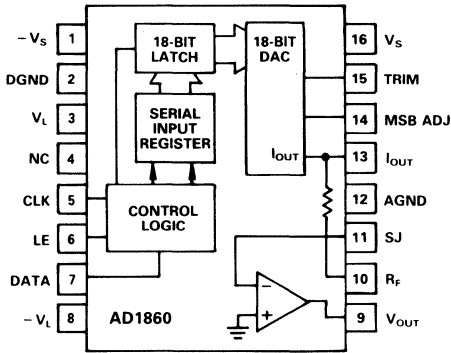 −VS 1
DGND 2
VL 3
NC 4
CLK 5
LE 6
DATA 7
−VL 8
18-BIT
LATCH
SERIAL
INPUT
REGISTER
CONTROL
LOGIC
18-BIT
DAC
IOUT
−
+
AD1860
16 VS
15 TRIM
14 MSB ADJ
13 IOUT
12 AGND
11 SJ
10 RF
9 VOUT